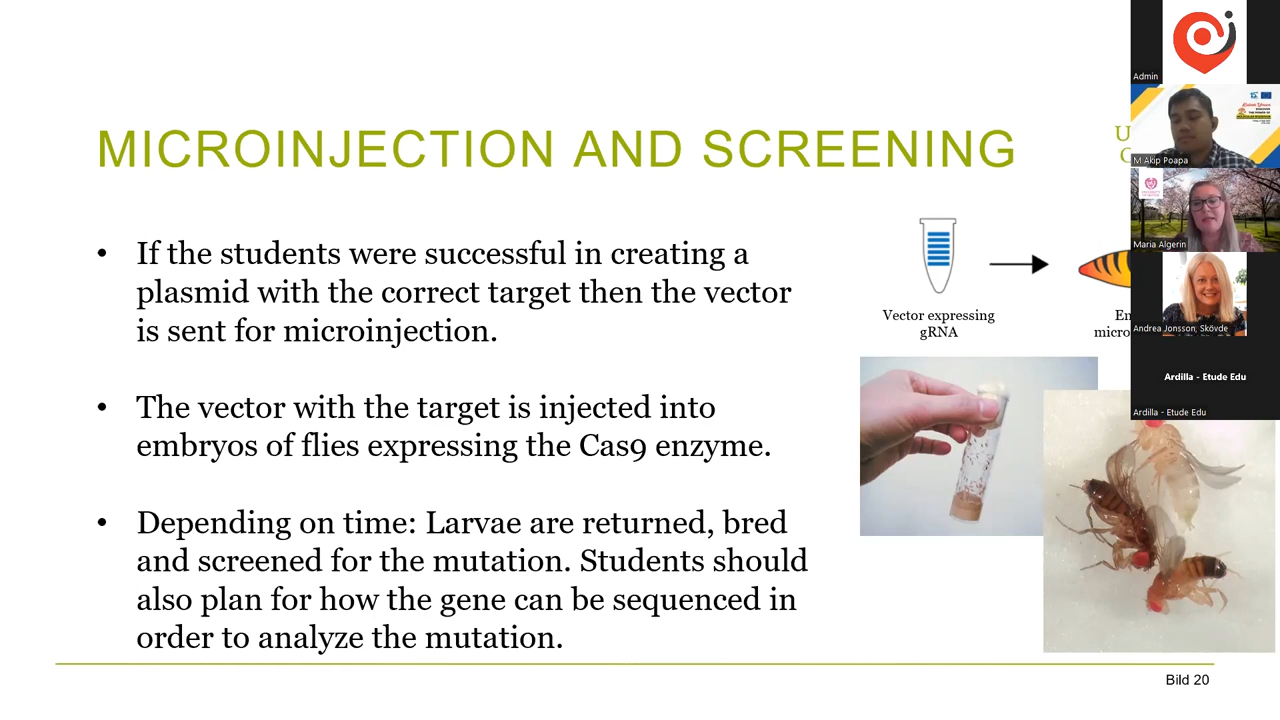 MICROINJECTION AND SCREENING
• If the students were successful in creating a
plasmid with the correct target then the vector
is sent for microinjection.
• The vector with the target is injected into
embryos of flies expressing the Cas9 enzyme.
• Depending on time: Larvae are returned, bred
and screened for the mutation. Students should
also plan for how the gene can be sequenced in
order to analyze the mutation.
Vector expressing
gRNA
Bild 20
Admin
M Akip Poapa
Maria Algerin
Andrea Jonsson, Skövde
Ardilla - Etude Edu
Ardilla - Etude Edu